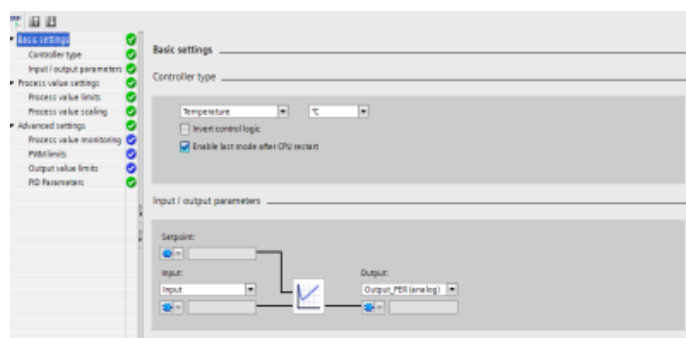 Basic settings
Controller type
Input / output parameters
Process value settings
Process value limits
Process value scaling
Advanced settings
Process value monitoring
PWM limits
Output value limits
PID Parameters
Basic settings
Controller type
Temperature
°C
Invert control logic
Enable last mode after CPU restart
Input / output parameters
Setpoint:
Input:
Output:
Input
Output_PER (analog)